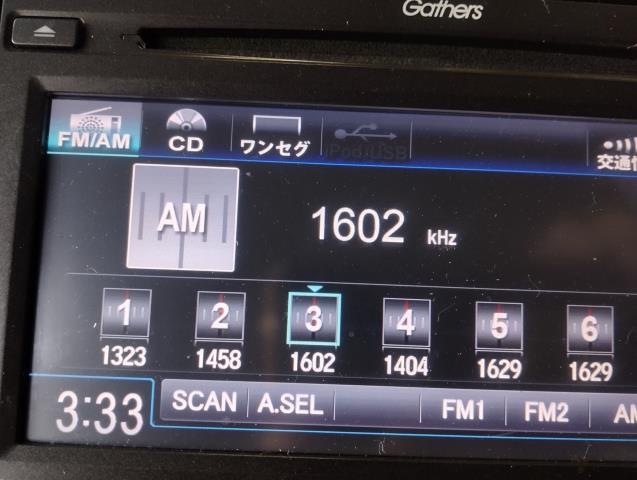 Gathers
FM/AM CD ワンセグ iPod·USB 交通情
AM 1602 kHz
1 2 3 4 5 6
1323 1458 1602 1404 1629 1629
3:33 SCAN A.SEL FM1 FM2 AM